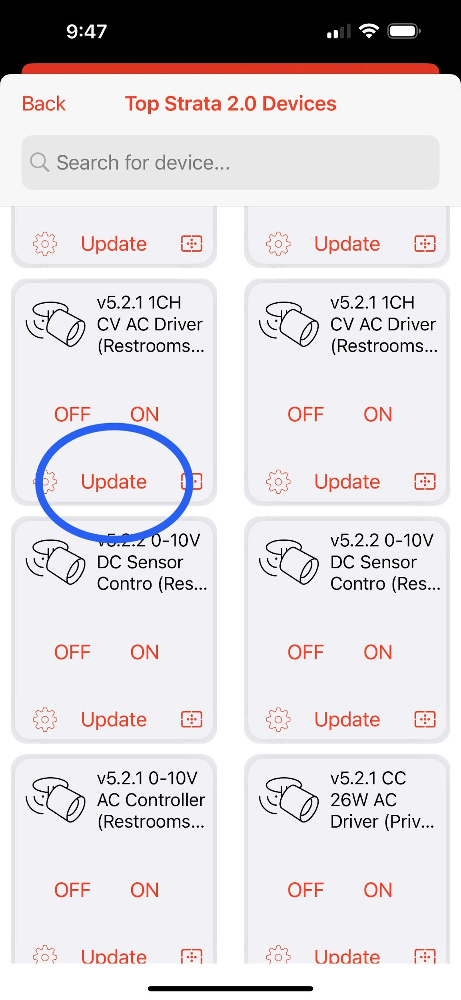 9:47
Back
Top Strata 2.0 Devices
Search for device...
Update
Update
v5.2.1 1CH
CV AC Driver
(Restrooms...
OFF ON
Update
v5.2.1 1CH
CV AC Driver
(Restrooms...
OFF ON
Update
v5.2.2 0-10V
DC Sensor
Contro (Res...
OFF ON
Update
v5.2.2 0-10V
DC Sensor
Contro (Res...
OFF ON
Update
v5.2.1 0-10V
AC Controller
(Restrooms...
OFF ON
Update
v5.2.1 CC
26W AC
Driver (Priv...
OFF ON
Update